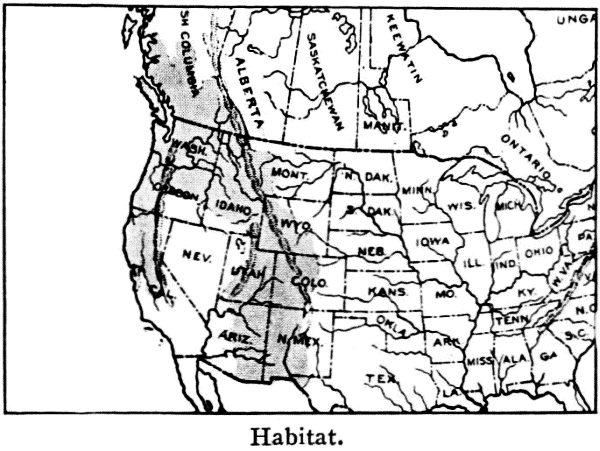 SH COLUMBIA
ALBERTA
SASKATCHEWAN
KEEWATIN
UNGA
MANIT.
ONTARIO
WASH.
MONT.
N. DAK.
MINN.
OREGON
IDAHO
WYO.
S. DAK.
WIS.
MICH.
N
NEV.
UTAH
COLO.
NEB.
IOWA
ILL.
IND.
OHIO
PA.
KANS.
MO.
KY.
W.VA.
V
ARIZ.
N.MEX.
OKLA.
ARK.
TENN.
N.C
S.C.
TEX.
LA.
MISS.
ALA.
GA
Habitat.